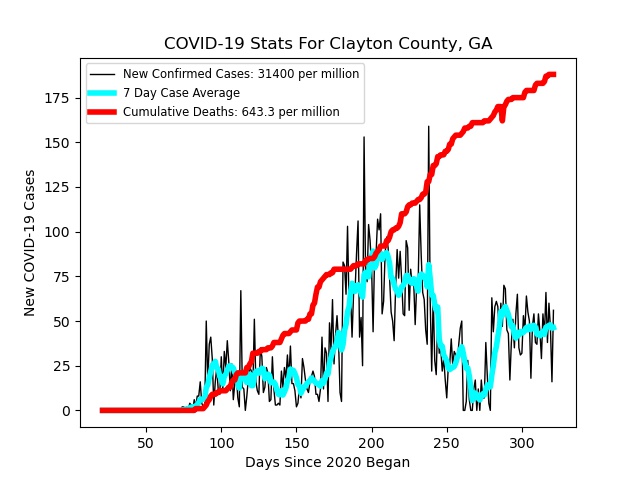 COVID-19 Stats For Clayton County, GA
New Confirmed Cases: 31400 per million
7 Day Case Average
Cumulative Deaths: 643.3 per million
New COVID-19 Cases
175
150
125
100
75
50
25
0
50 100 150 200 250 300
Days Since 2020 Began